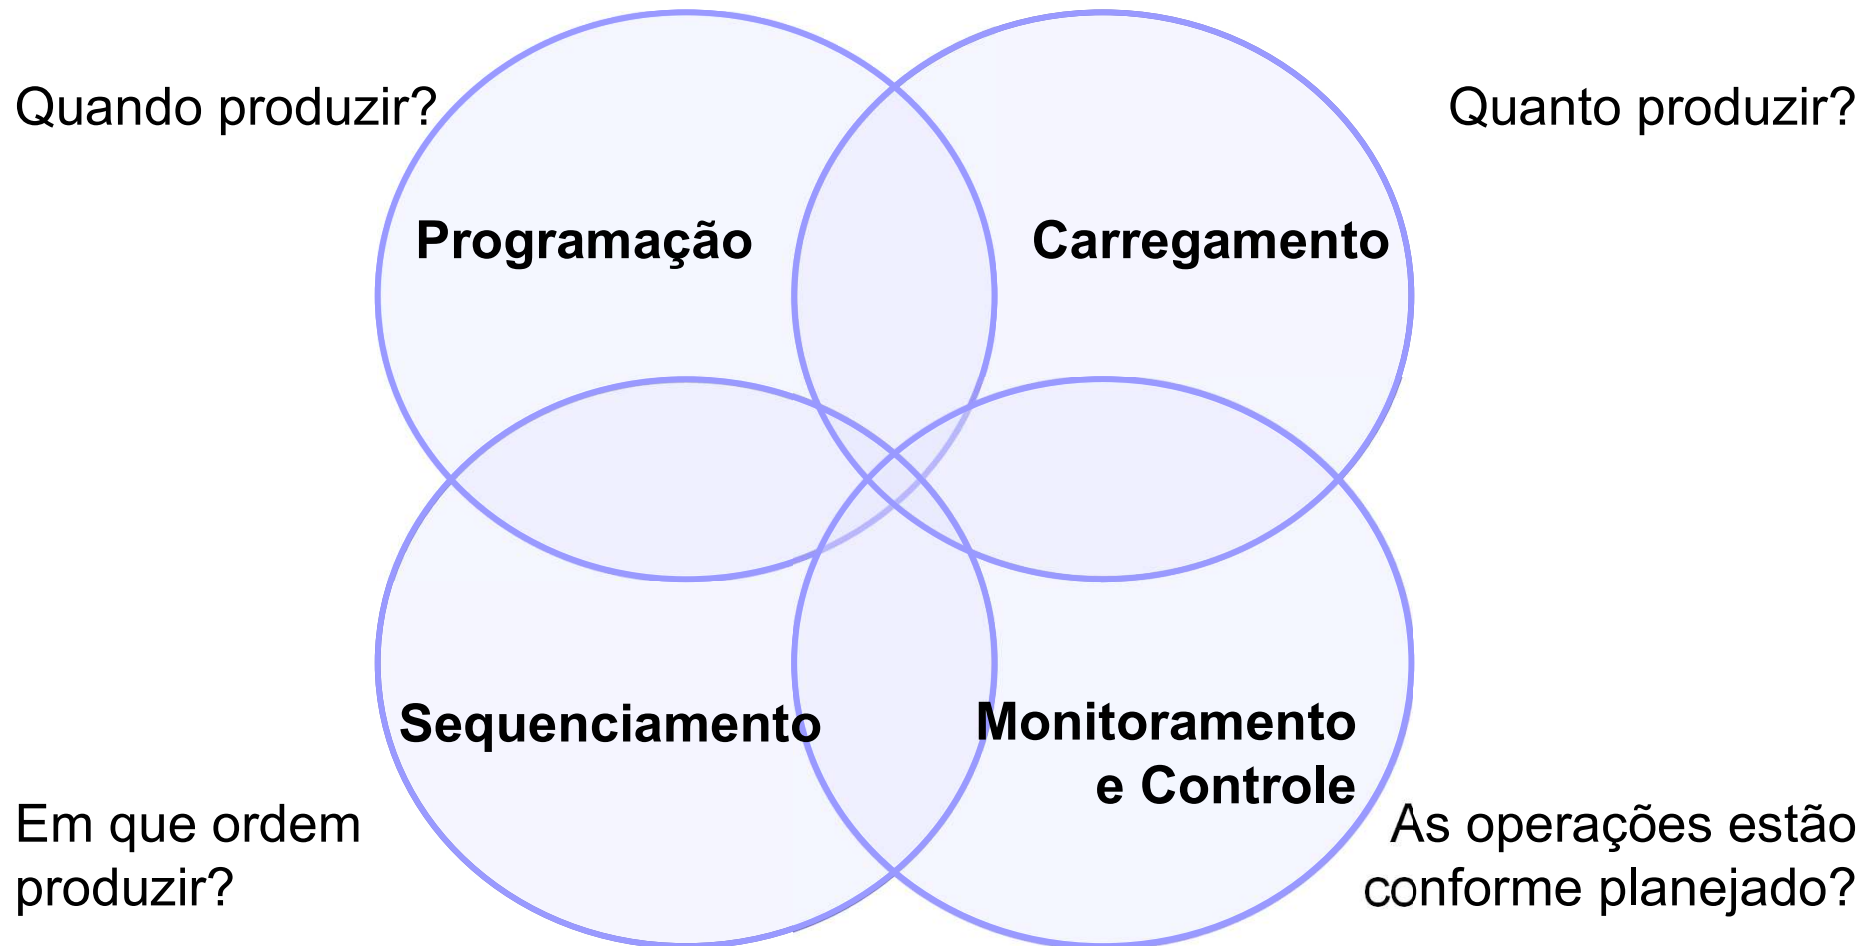 Quando produzir?
Quanto produzir?
Programação
Carregamento
Sequenciamento
Monitoramento
e Controle
Em que ordem
produzir?
As operações estão
conforme planejado?